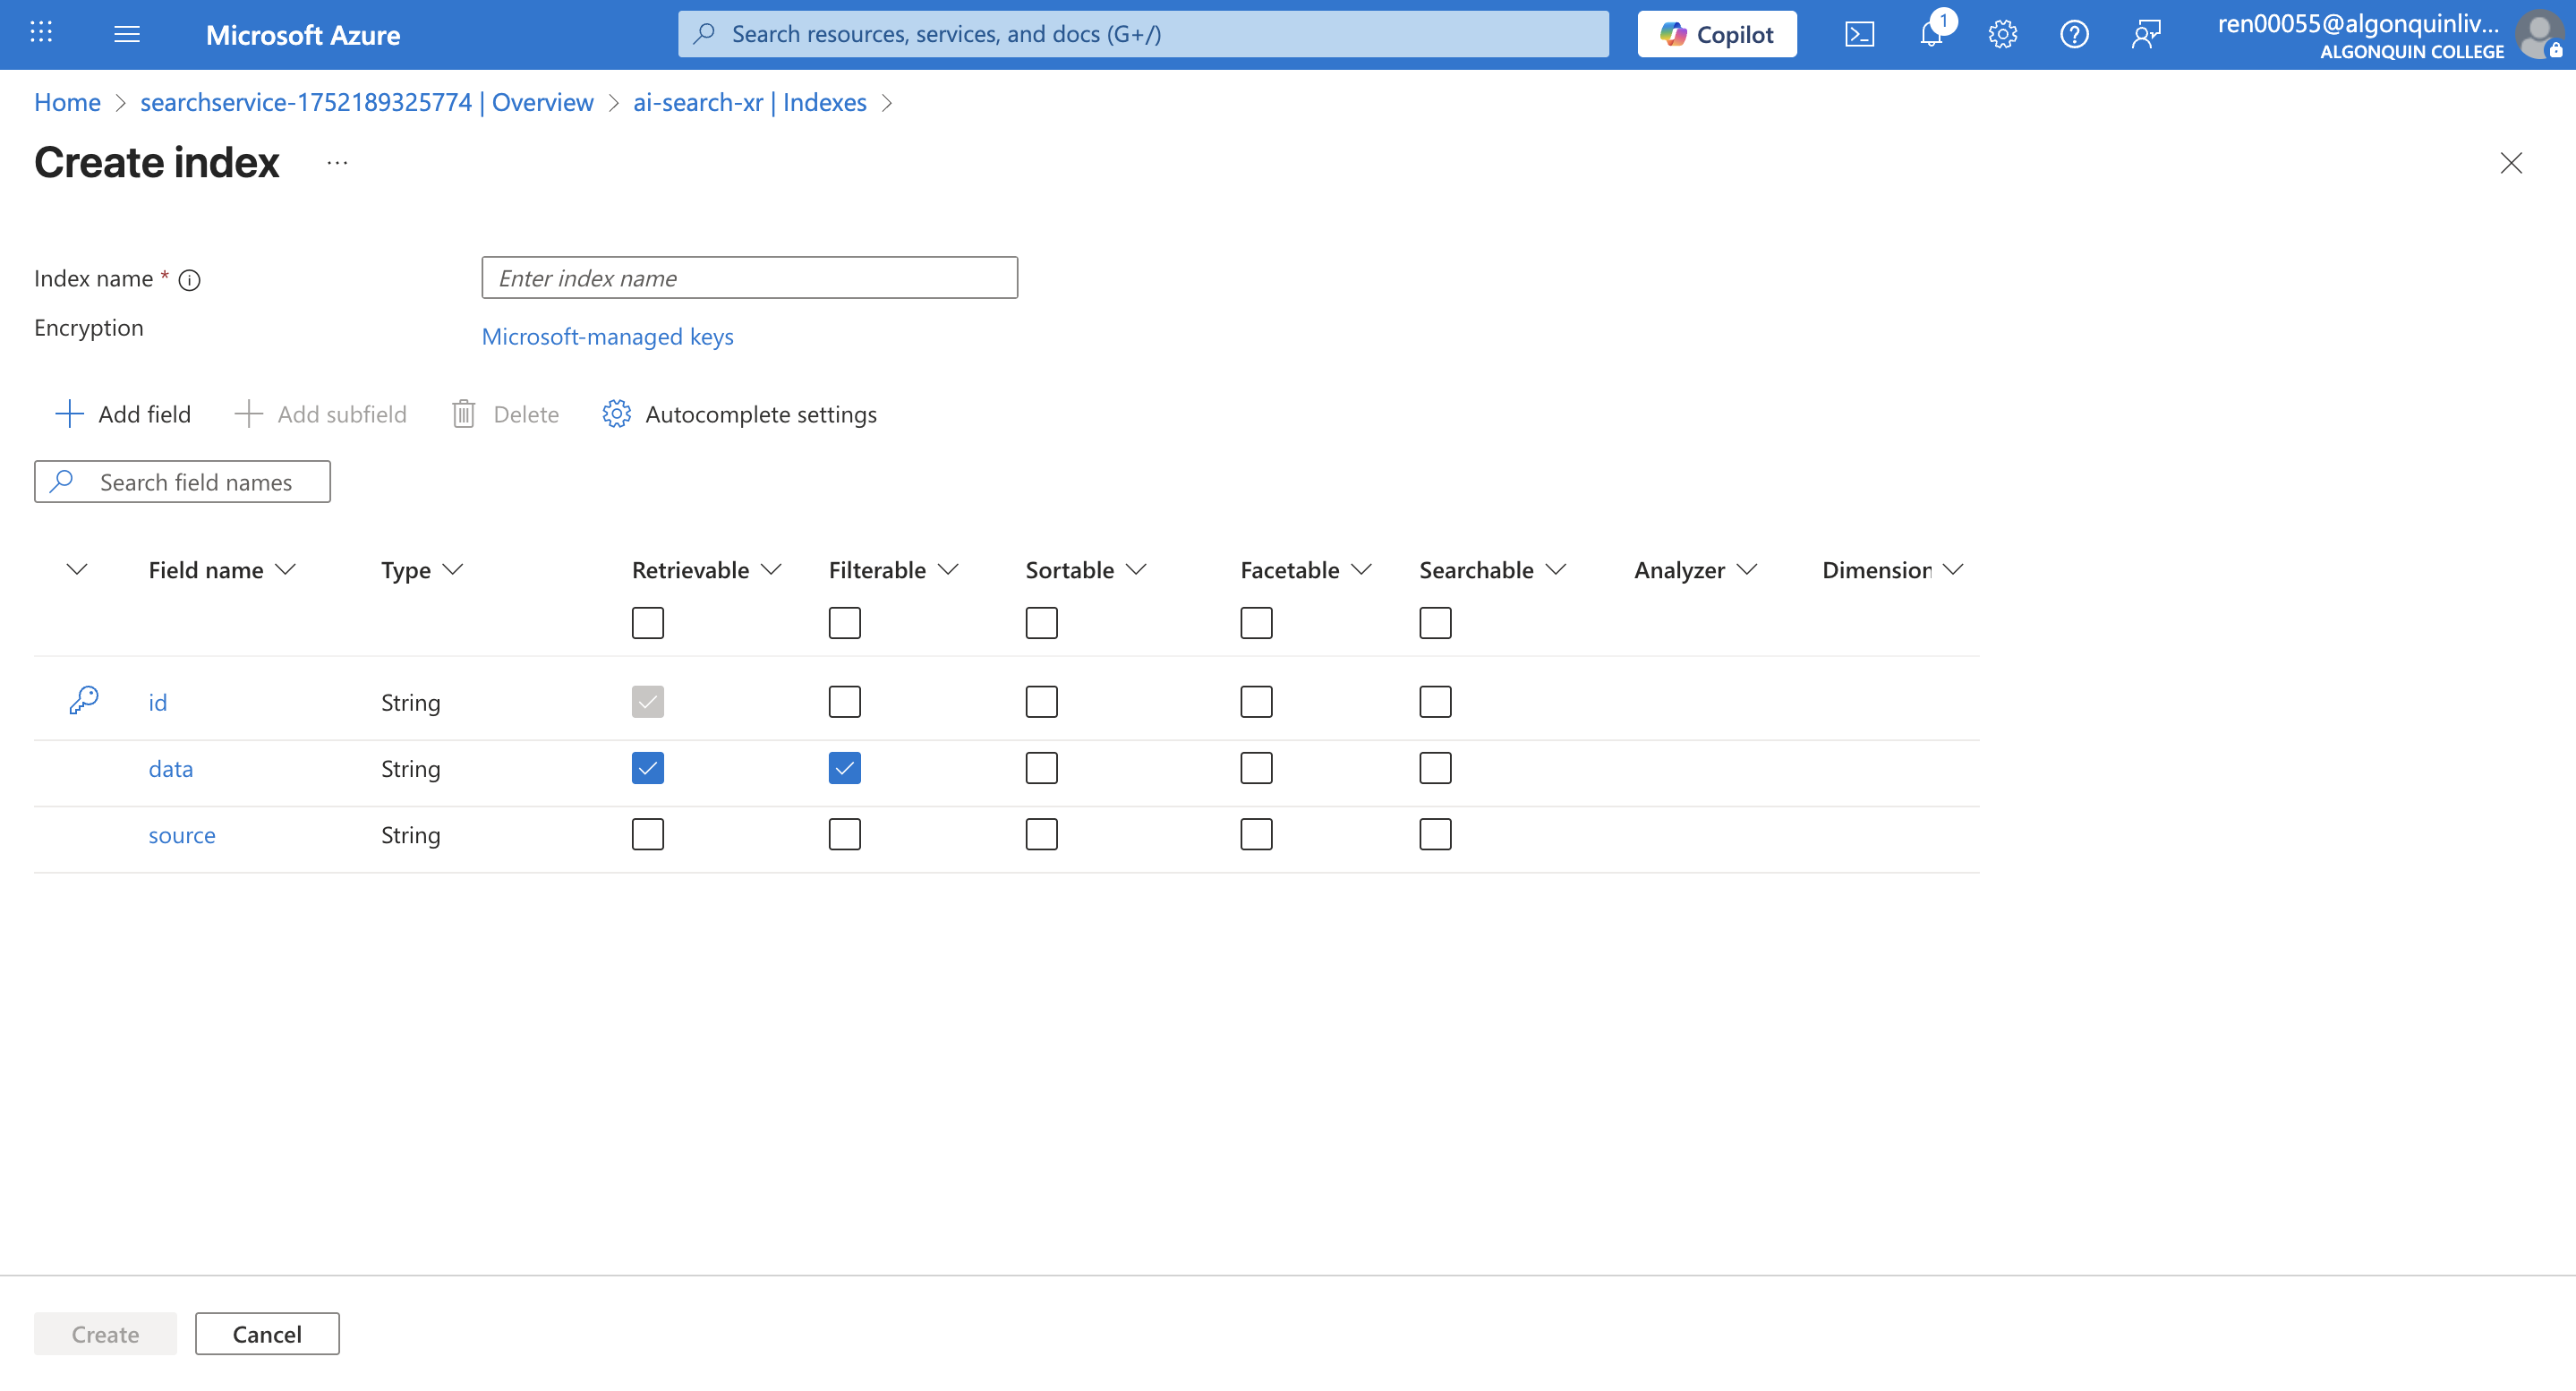 Microsoft Azure
Search resources, services, and docs (G+/)
Copilot
1
ren00055@algonquinliv...
ALGONQUIN COLLEGE
Home > searchservice-1752189325774 | Overview > ai-search-xr | Indexes >
Create index ...
Index name * Enter index name
Encryption Microsoft-managed keys
Add field Add subfield Delete Autocomplete settings
Search field names
Field name Type Retrievable Filterable Sortable Facetable Searchable Analyzer Dimension
id String
data String
source String
Create Cancel